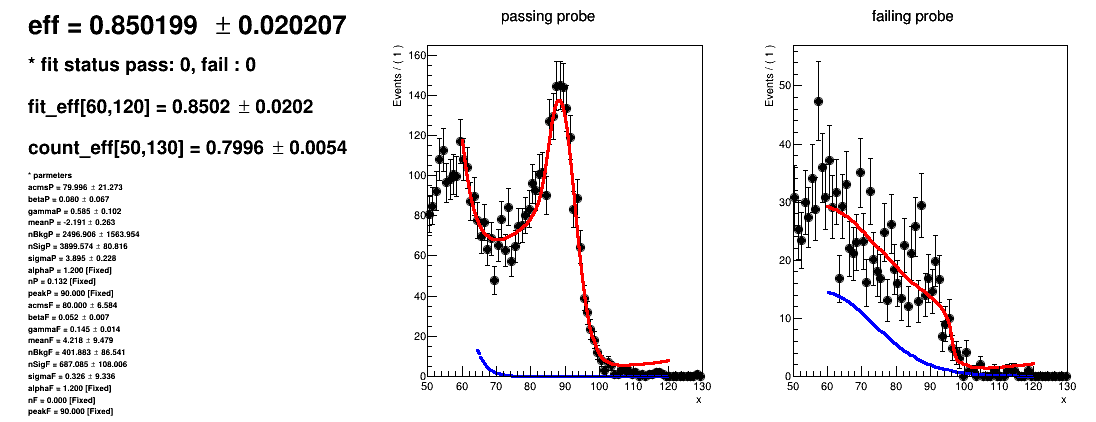 eff = 0.850199 ± 0.020207
* fit status pass: 0, fail : 0
fit_eff[60,120] = 0.8502 ± 0.0202
count_eff[50,130] = 0.7996 ± 0.0054
* parmeters
acmsP = 79.996 ± 21.273
betaP = 0.080 ± 0.067
gammaP = 0.585 ± 0.102
meanP = -2.191 ± 0.263
nBkgP = 2496.906 ± 1563.954
nSigP = 3899.574 ± 80.816
sigmaP = 3.895 ± 0.228
alphaP = 1.200 [Fixed]
nP = 0.132 [Fixed]
peakP = 90.000 [Fixed]
acmsF = 80.000 ± 6.584
betaF = 0.052 ± 0.007
gammaF = 0.145 ± 0.014
meanF = 4.218 ± 9.479
nBkgF = 401.883 ± 86.541
nSigF = 687.085 ± 108.006
sigmaF = 0.326 ± 9.336
alphaF = 1.200 [Fixed]
nF = 0.000 [Fixed]
peakF = 90.000 [Fixed]
passing probe
Events / ( 1 )
160
140
120
100
80
60
40
20
0
50 60 70 80 90 100 110 120 130
x
failing probe
Events / ( 1 )
50
40
30
20
10
0
50 60 70 80 90 100 110 120 130
x